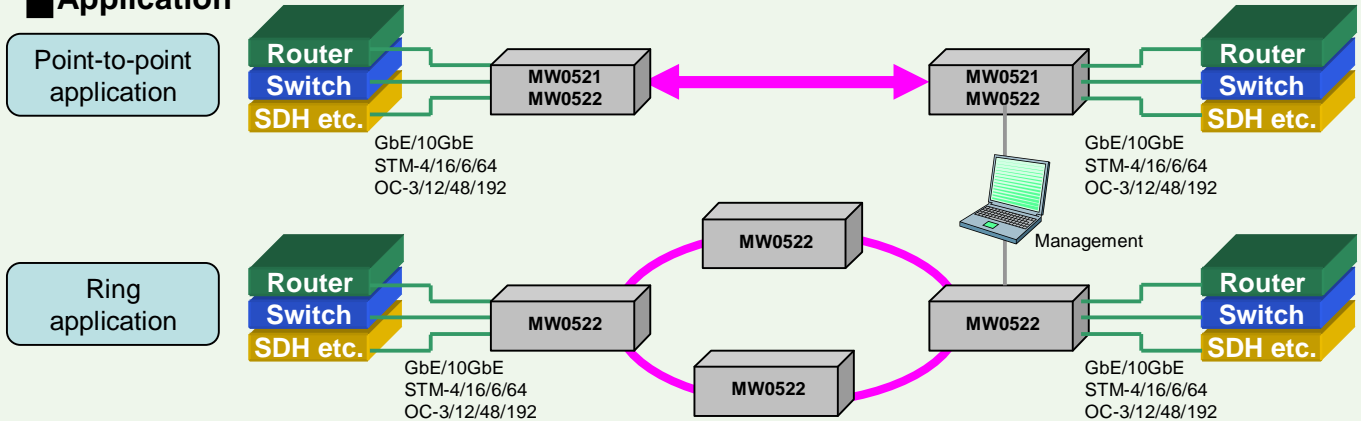 ■Application
Point-to-point
application
Router
Switch
SDH etc.
GbE/10GbE
STM-4/16/6/64
OC-3/12/48/192
MW0521
MW0522
MW0521
MW0522
Router
Switch
SDH etc.
GbE/10GbE
STM-4/16/6/64
OC-3/12/48/192
Management
Ring
application
Router
Switch
SDH etc.
GbE/10GbE
STM-4/16/6/64
OC-3/12/48/192
MW0522
MW0522
MW0522
MW0522
Router
Switch
SDH etc.
GbE/10GbE
STM-4/16/6/64
OC-3/12/48/192